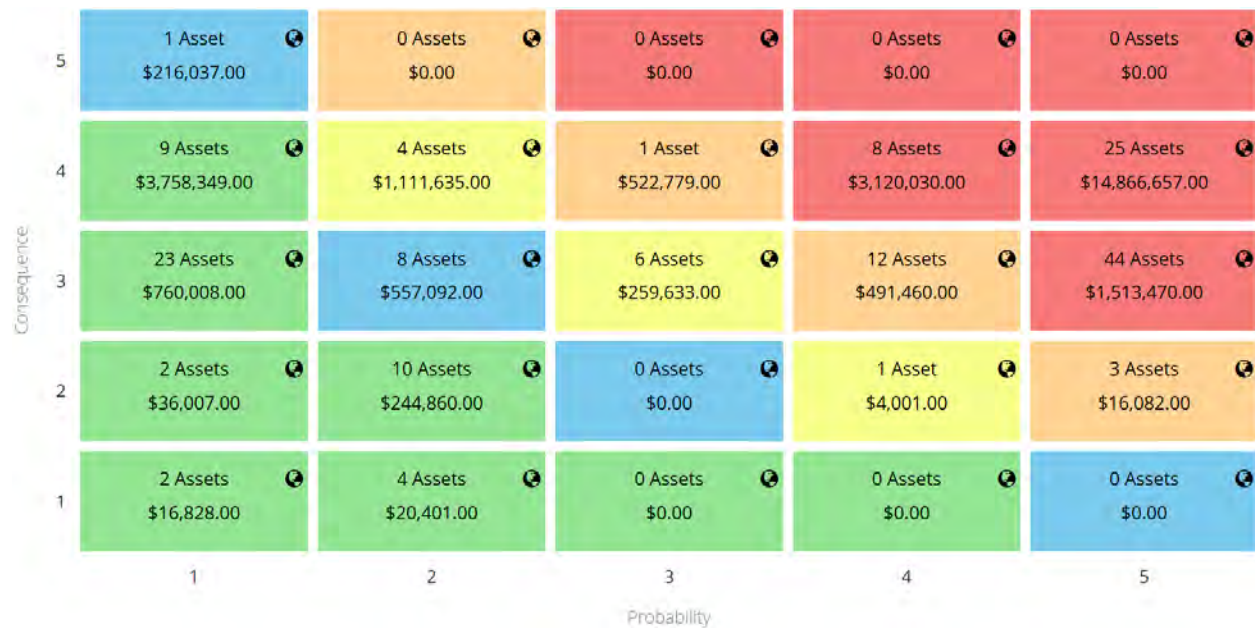 1 Asset
$216,037.00
0 Assets
$0.00
0 Assets
$0.00
0 Assets
$0.00
0 Assets
$0.00
5
9 Assets
$3,758,349.00
4 Assets
$1,111,635.00
1 Asset
$522,779.00
8 Assets
$3,120,030.00
25 Assets
$14,866,657.00
4
Consequence
23 Assets
$760,008.00
8 Assets
$557,092.00
6 Assets
$259,633.00
12 Assets
$491,460.00
44 Assets
$1,513,470.00
3
2 Assets
$36,007.00
10 Assets
$244,860.00
0 Assets
$0.00
1 Asset
$4,001.00
3 Assets
$16,082.00
2
2 Assets
$16,828.00
4 Assets
$20,401.00
0 Assets
$0.00
0 Assets
$0.00
0 Assets
$0.00
1
1 2 3 4 5
Probability